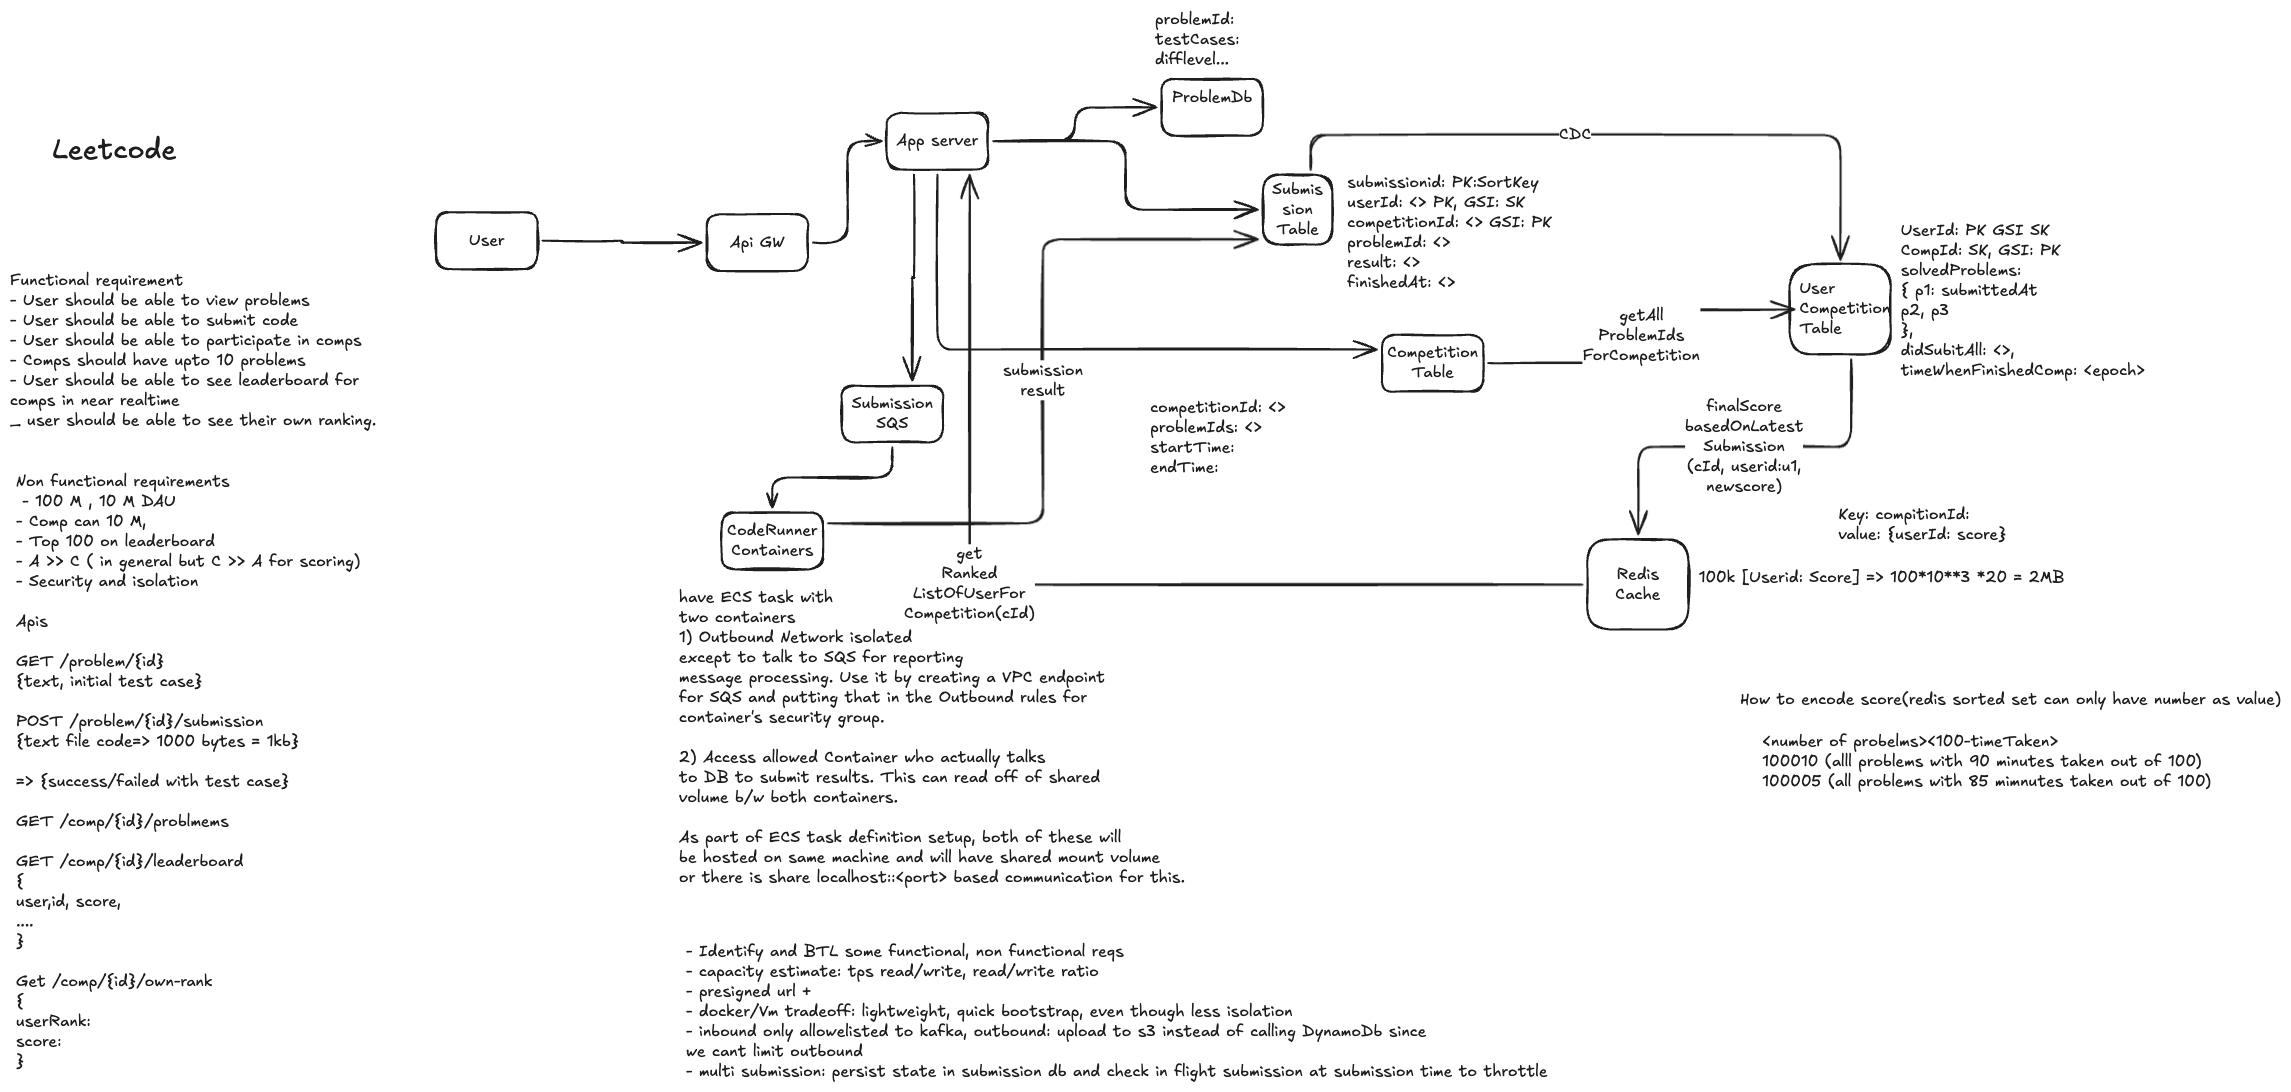 Leetcode
Functional requirement
- User should be able to view problems
- User should be able to submit code
- User should be able to participate in comps
- Comps should have upto 10 problems
- User should be able to see leaderboard for
comps in near realtime
_ user should be able to see their own ranking.
Non functional requirements
- 100 M , 10 M DAU
- Comp can 10 M,
- Top 100 on leaderboard
- A >> C ( in general but C >> A for scoring)
- Security and isolation
Apis
GET /problem/{id}
{text, initial test case}
POST /problem/{id}/submission
{text file code=> 1000 bytes = 1kb}
=> {success/failed with test case}
GET /comp/{id}/problmems
GET /comp/{id}/leaderboard
{
user,id, score,
....
}
Get /comp/{id}/own-rank
{
userRank:
score:
}
User
Api GW
App server
problemId:
testCases:
difflevel...
ProblemDb
Submis
sion
Table
submissionid: PK:SortKey
userId: <> PK, GSI: SK
competitionId: <> GSI: PK
problemId: <>
result: <>
finishedAt: <>
CDC
User
Competition
Table
UserId: PK GSI SK
CompId: SK, GSI: PK
solvedProblems:
{ p1: submittedAt
p2, p3
},
didSubitAll: <>,
timeWhenFinishedComp: <epoch>
getAll
ProblemIds
ForCompetition
Competition
Table
competitionId: <>
problemIds: <>
startTime:
endTime:
submission
result
Submission
SQS
CodeRunner
Containers
get
Ranked
ListOfUserFor
Competition(cId)
finalScore
basedOnLatest
Submission
(cId, userid:u1,
newscore)
Redis
Cache
Key: compitionId:
value: {userId: score}
100k [Userid: Score] => 100*10**3 *20 = 2MB
have ECS task with
two containers
1) Outbound Network isolated
except to talk to SQS for reporting
message processing. Use it by creating a VPC endpoint
for SQS and putting that in the Outbound rules for
container's security group.
2) Access allowed Container who actually talks
to DB to submit results. This can read off of shared
volume b/w both containers.
As part of ECS task definition setup, both of these will
be hosted on same machine and will have shared mount volume
or there is share localhost::<port> based communication for this.
How to encode score(redis sorted set can only have number as value)
<number of probelms><100-timeTaken>
100010 (alll problems with 90 minutes taken out of 100)
100005 (all problems with 85 mimnutes taken out of 100)
- Identify and BTL some functional, non functional reqs
- capacity estimate: tps read/write, read/write ratio
- presigned url +
- docker/Vm tradeoff: lightweight, quick bootstrap, even though less isolation
- inbound only allowelisted to kafka, outbound: upload to s3 instead of calling DynamoDb since
we cant limit outbound
- multi submission: persist state in submission db and check in flight submission at submission time to throttle